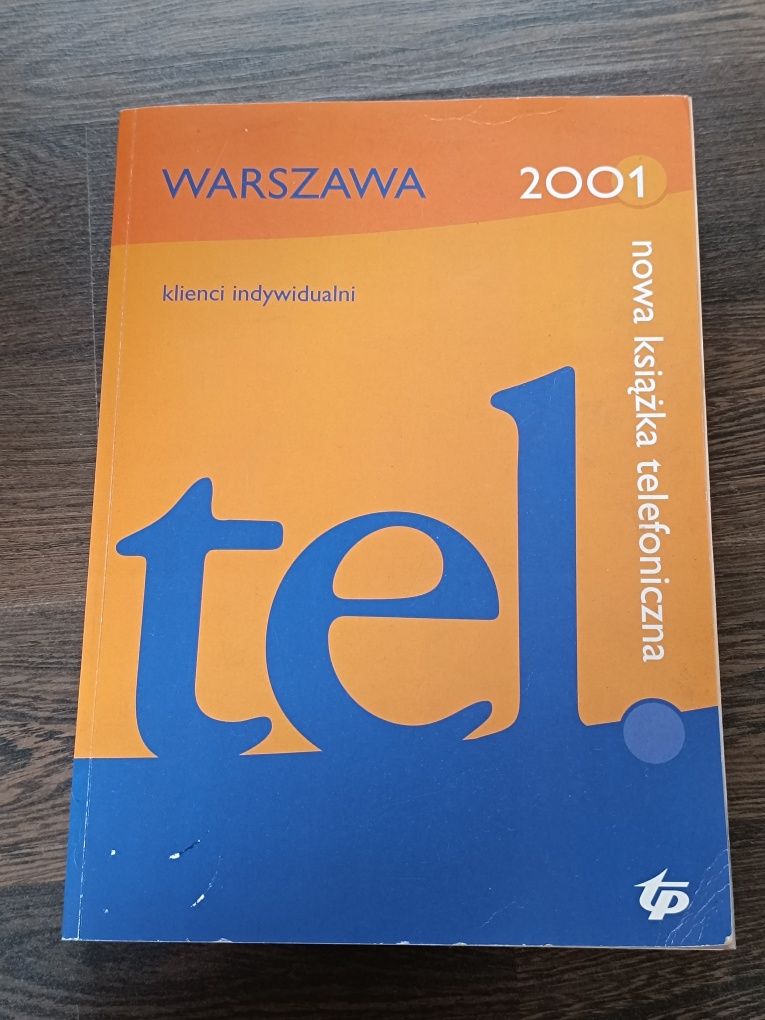 WARSZAWA 2001
klienci indywidualni
nowa książka telefoniczna
tel.
tp